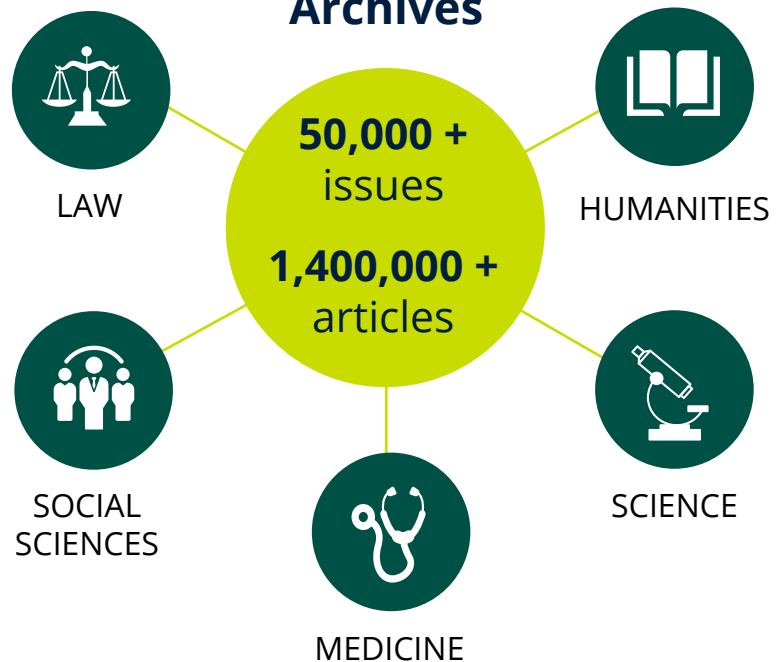 Archives
50,000 +
issues
1,400,000 +
articles
LAW
HUMANITIES
SOCIAL
SCIENCES
SCIENCE
MEDICINE